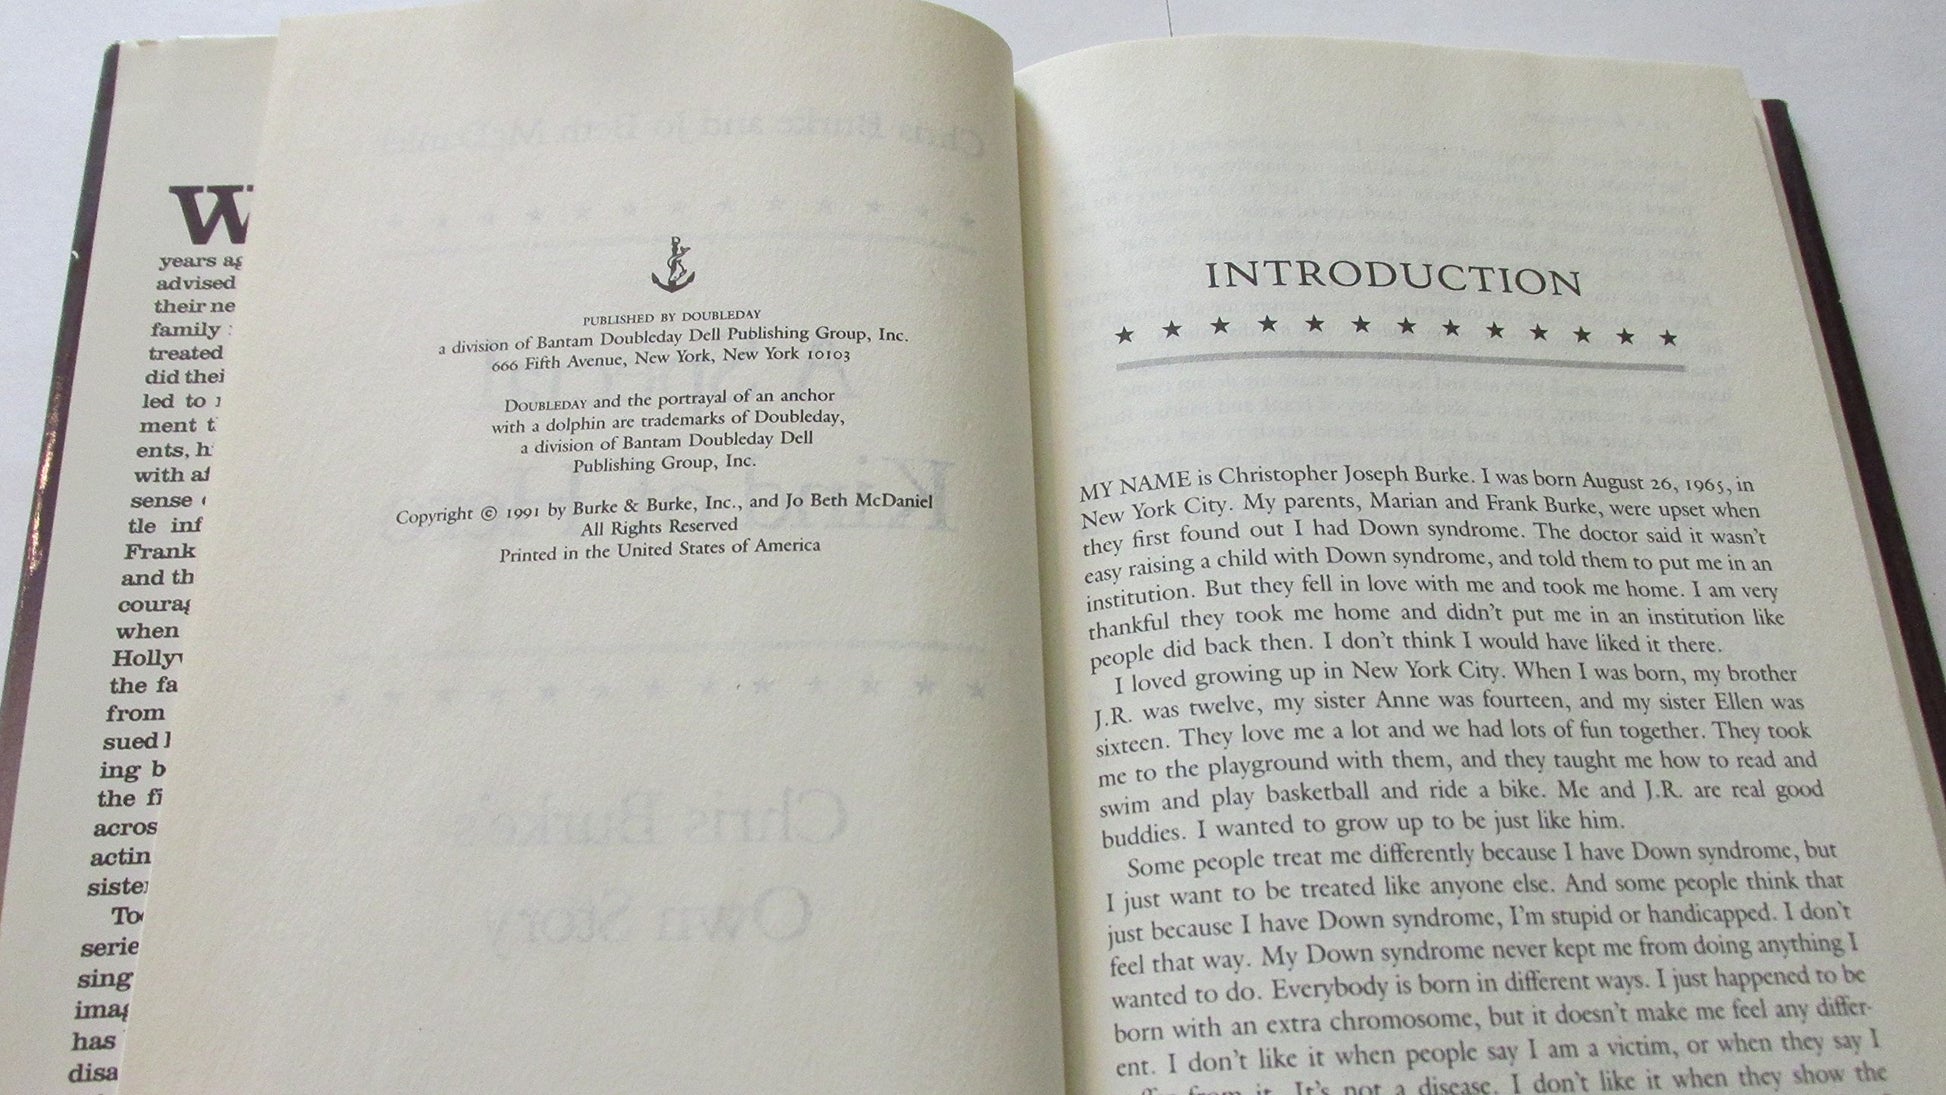 W
years ag
advised
their ne
family
treated
did thei
led to
ment t
ents, h
with af
sense
tle inf
Frank
and th
courag
when
Holly
the fa
from
sued
ing b
the fi
acros
actin
siste
To
serie
sing
imag
has
disa
PUBLISHED BY DOUBLEDAY
a division of Bantam Doubleday Dell Publishing Group, Inc.
666 Fifth Avenue, New York, New York 10103
DOUBLEDAY and the portrayal of an anchor
with a dolphin are trademarks of Doubleday,
a division of Bantam Doubleday Dell
Publishing Group, Inc.
Copyright © 1991 by Burke & Burke, Inc., and Jo Beth McDaniel
All Rights Reserved
Printed in the United States of America
INTRODUCTION
MY NAME is Christopher Joseph Burke. I was born August 26, 1965, in
New York City. My parents, Marian and Frank Burke, were upset when
they first found out I had Down syndrome. The doctor said it wasn't
easy raising a child with Down syndrome, and told them to put me in an
institution. But they fell in love with me and took me home. I am very
thankful they took me home and didn't put me in an institution like
people did back then. I don't think I would have liked it there.
I loved growing up in New York City. When I was born, my brother
J.R. was twelve, my sister Anne was fourteen, and my sister Ellen was
sixteen. They love me a lot and we had lots of fun together. They took
me to the playground with them, and they taught me how to read and
swim and play basketball and ride a bike. Me and J.R. are real good
buddies. I wanted to grow up to be just like him.
Some people treat me differently because I have Down syndrome, but
I just want to be treated like anyone else. And some people think that
just because I have Down syndrome, I'm stupid or handicapped. I don't
feel that way. My Down syndrome never kept me from doing anything I
wanted to do. Everybody is born in different ways. I just happened to be
born with an extra chromosome, but it doesn't make me feel any differ-
ent. I don't like it when people say I am a victim, or when they say I
from it. It's not a disease. I don't like it when they show the